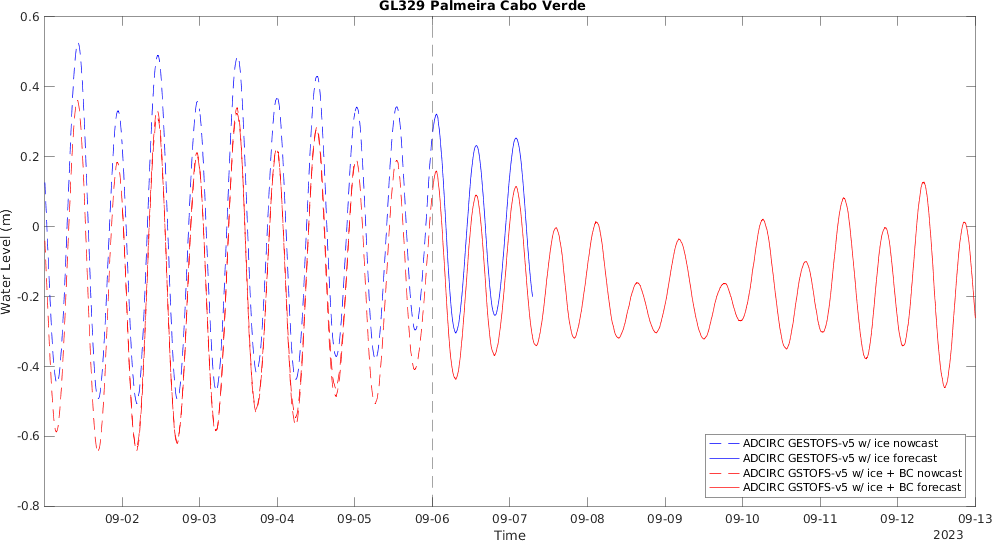 GL329 Palmeira Cabo Verde
0.6
0.4
0.2
0
-0.2
-0.4
-0.6
-0.8
Water Level (m)
09-02 09-03 09-04 09-05 09-06 09-07 09-08 09-09 09-10 09-11 09-12 09-13
Time
2023
ADCIRC GESTOFS-v5 w/ ice nowcast
ADCIRC GESTOFS-v5 w/ ice forecast
ADCIRC GSTOFS-v5 w/ ice + BC nowcast
ADCIRC GSTOFS-v5 w/ ice + BC forecast